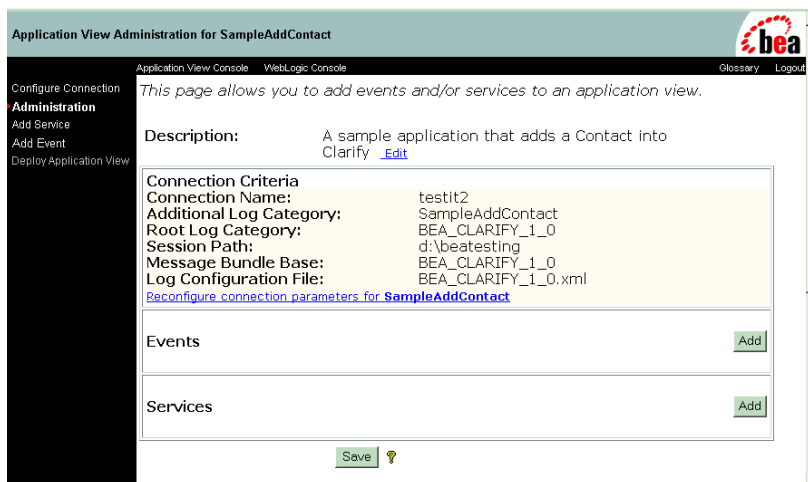 Application View Administration for SampleAddContact
bea
Application View Console WebLogic Console Glossary Logout
Configure Connection
Administration
Add Service
Add Event
Deploy Application View
This page allows you to add events and/or services to an application view.
Description: A sample application that adds a Contact into
Clarify Edit
Connection Criteria
Connection Name: testit2
Additional Log Category: SampleAddContact
Root Log Category: BEA_CLARIFY_1_0
Session Path: d:\beatesting
Message Bundle Base: BEA_CLARIFY_1_0
Log Configuration File: BEA_CLARIFY_1_0.xml
Reconfigure connection parameters for SampleAddContact
Events Add
Services Add
Save ?